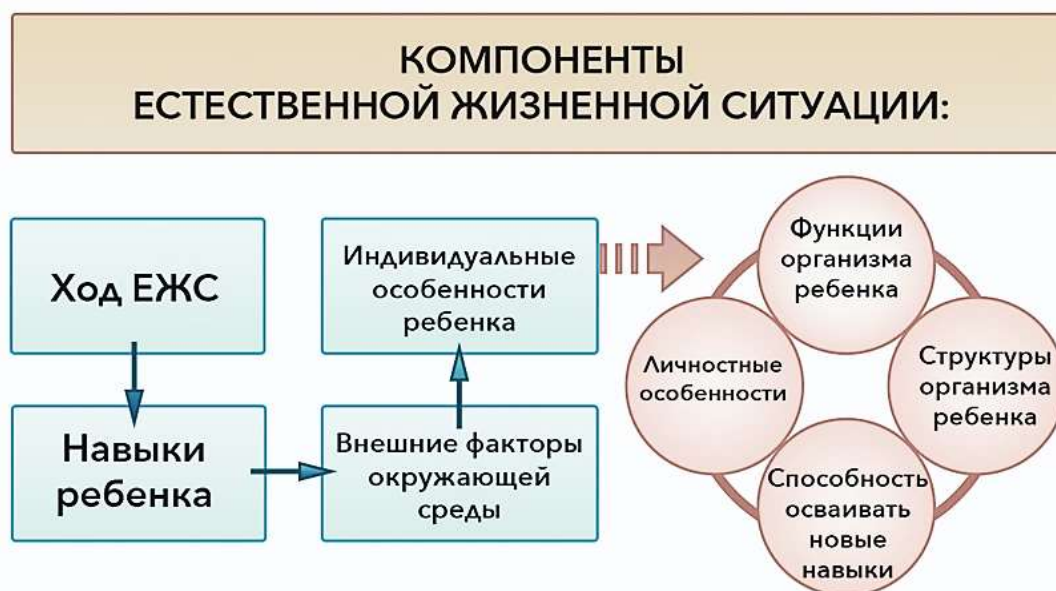 КОМПОНЕНТЫ
ЕСТЕСТВЕННОЙ ЖИЗНЕННОЙ СИТУАЦИИ:
Ход ЕЖС
Навыки
ребенка
Внешние факторы
окружающей
среды
Индивидуальные
особенности
ребенка
Функции
организма
ребенка
Структуры
организма
ребенка
Способность
осваивать
новые
навыки
Личностные
особенности